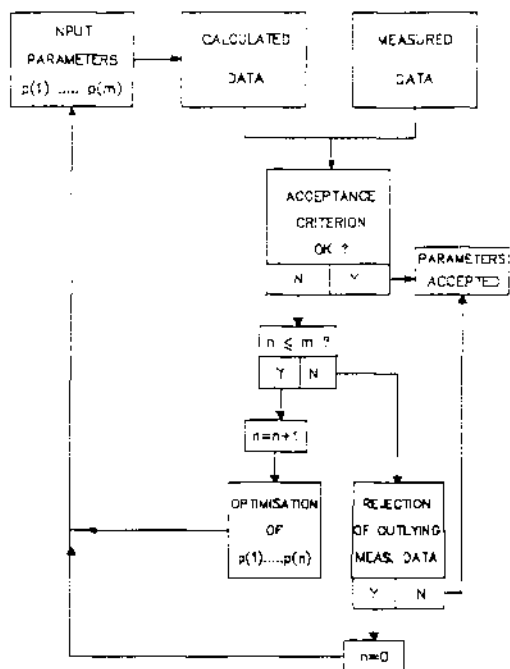 INPUT
PARAMETERS
p(1) ..... p(m)
CALCULATED
DATA
MEASURED
DATA
ACCEPTANCE
CRITERION
OK ?
N Y
PARAMETERS
ACCEPTED
n ⩽ m ?
Y N
n=n+1
OPTIMISATION
OF
p(1).....p(n)
REJECTION
OF OUTLYING
MEAS. DATA
Y N
n=0